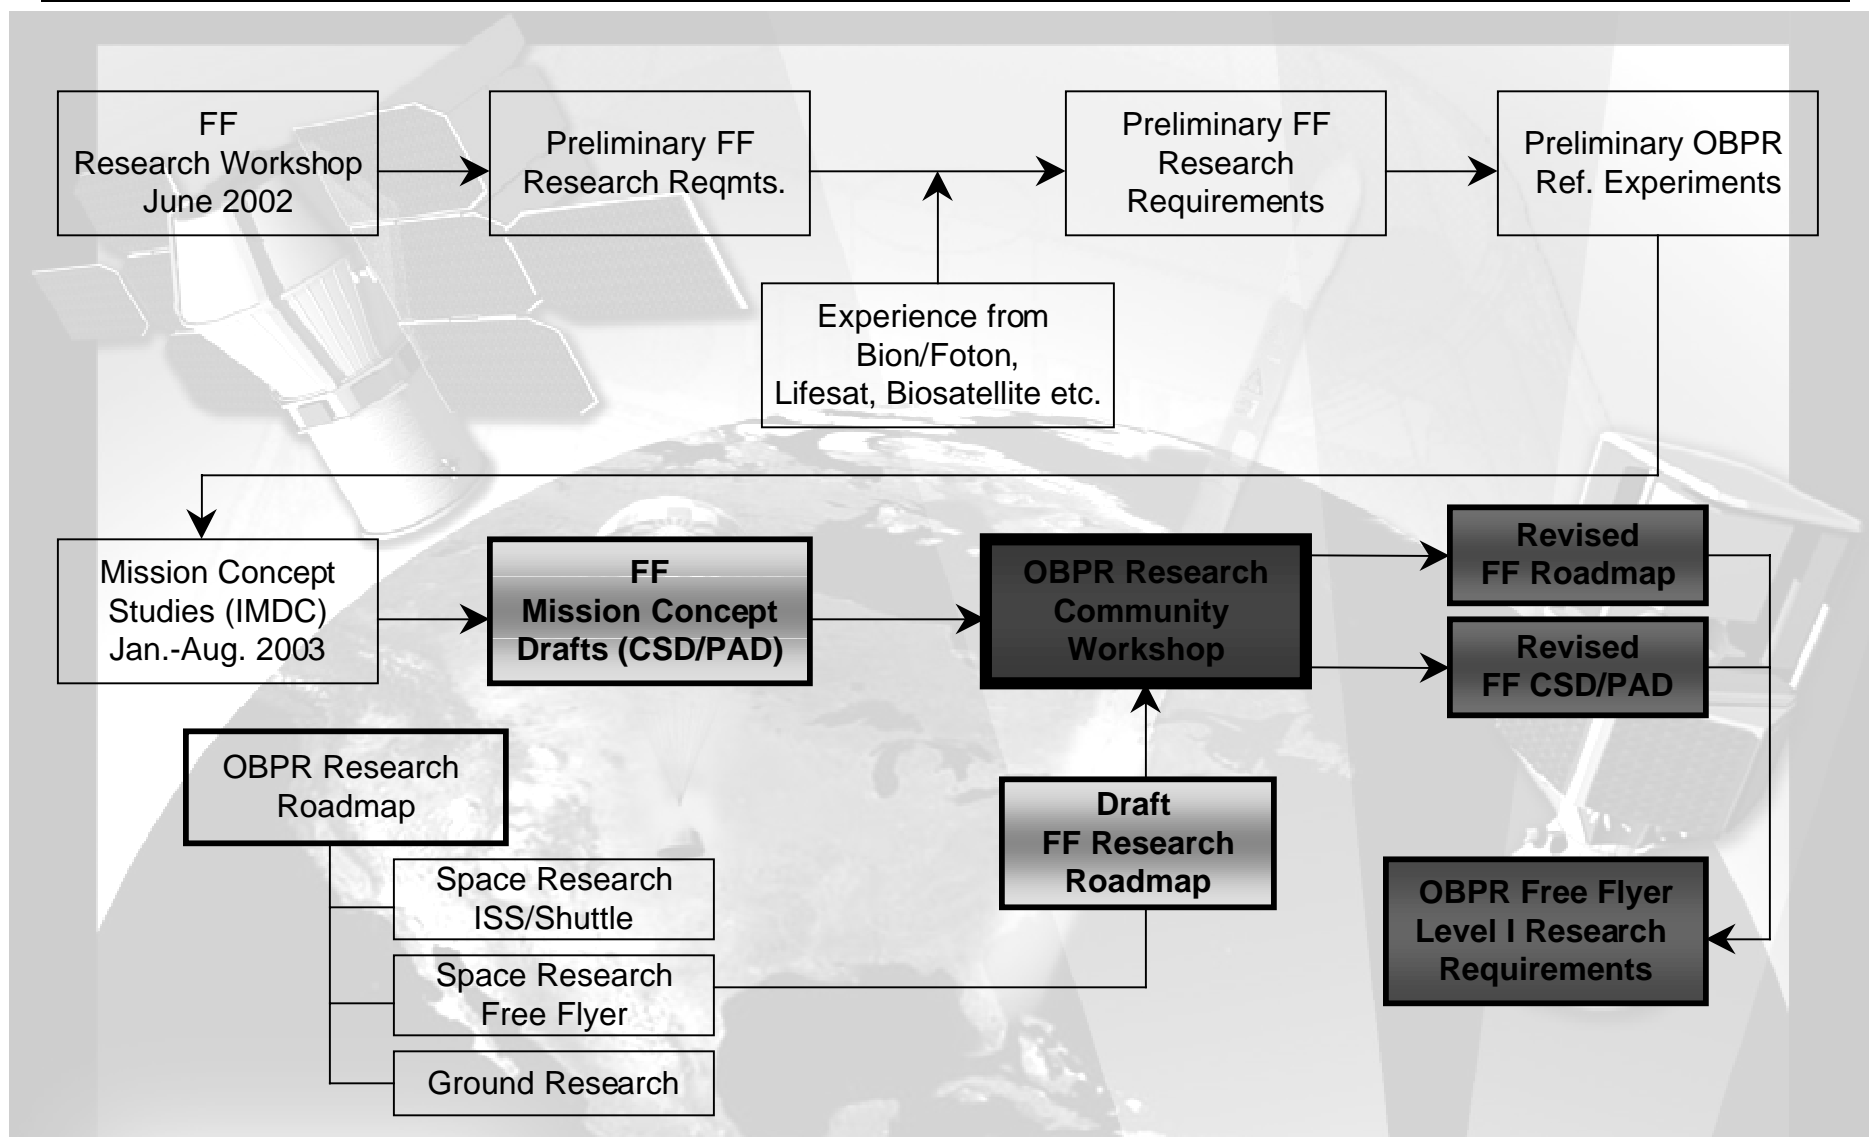 FF
Research Workshop
June 2002
Preliminary FF
Research Reqmts.
Preliminary FF
Research
Requirements
Preliminary OBPR
Ref. Experiments
Experience from
Bion/Foton,
Lifesat, Biosatellite etc.
Mission Concept
Studies (IMDC)
Jan.-Aug. 2003
FF
Mission Concept
Drafts (CSD/PAD)
OBPR Research
Community
Workshop
Revised
FF Roadmap
Revised
FF CSD/PAD
OBPR Research
Roadmap
Space Research
ISS/Shuttle
Space Research
Free Flyer
Ground Research
Draft
FF Research
Roadmap
OBPR Free Flyer
Level I Research
Requirements